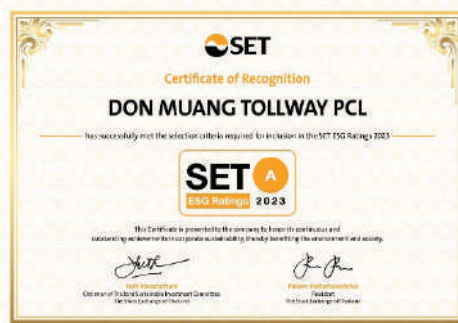 SET
Certificate of Recognition
DON MUANG TOLLWAY PCL
has successfully met the selection criteria required for inclusion in the SET ESG Ratings 2023
SET A
ESG Ratings 2023
This Certificate is presented to the company to honor its continuous and
outstanding achievements in corporate sustainability, thereby benefiting the environment and society.
Chairman of Thailand Sustainable Investment Committee
President
The Stock Exchange of Thailand
The Stock Exchange of Thailand